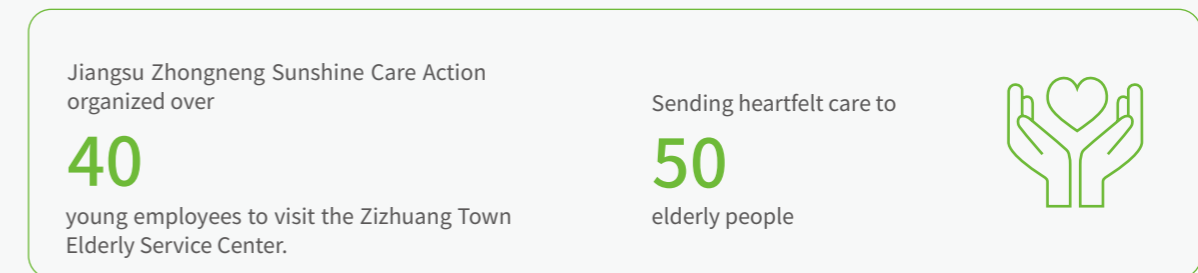 Jiangsu Zhongneng Sunshine Care Action
organized over
40
young employees to visit the Zizhuang Town
Elderly Service Center.
Sending heartfelt care to
50
elderly people